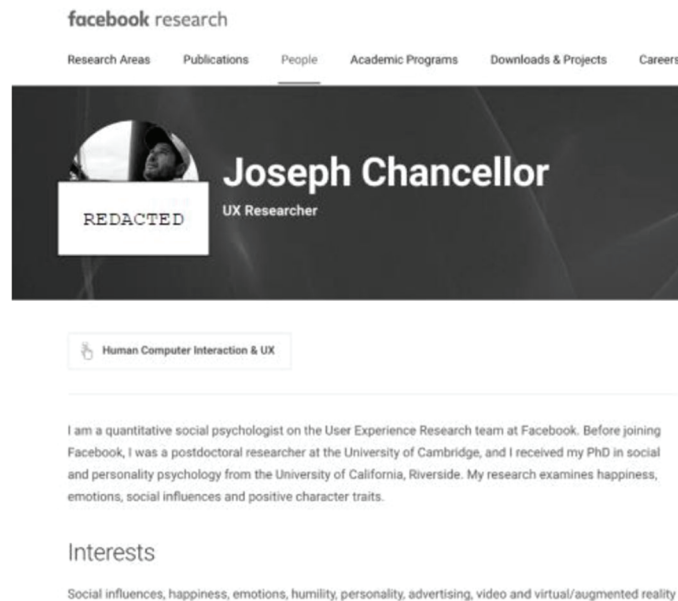 facebook research
Research Areas Publications People Academic Programs Downloads & Projects Careers
Joseph Chancellor
UX Researcher
REDACTED
Human Computer Interaction & UX
I am a quantitative social psychologist on the User Experience Research team at Facebook. Before joining
Facebook, I was a postdoctoral researcher at the University of Cambridge, and I received my PhD in social
and personality psychology from the University of California, Riverside. My research examines happiness,
emotions, social influences and positive character traits.
Interests
Social influences, happiness, emotions, humility, personality, advertising, video and virtual/augmented reality